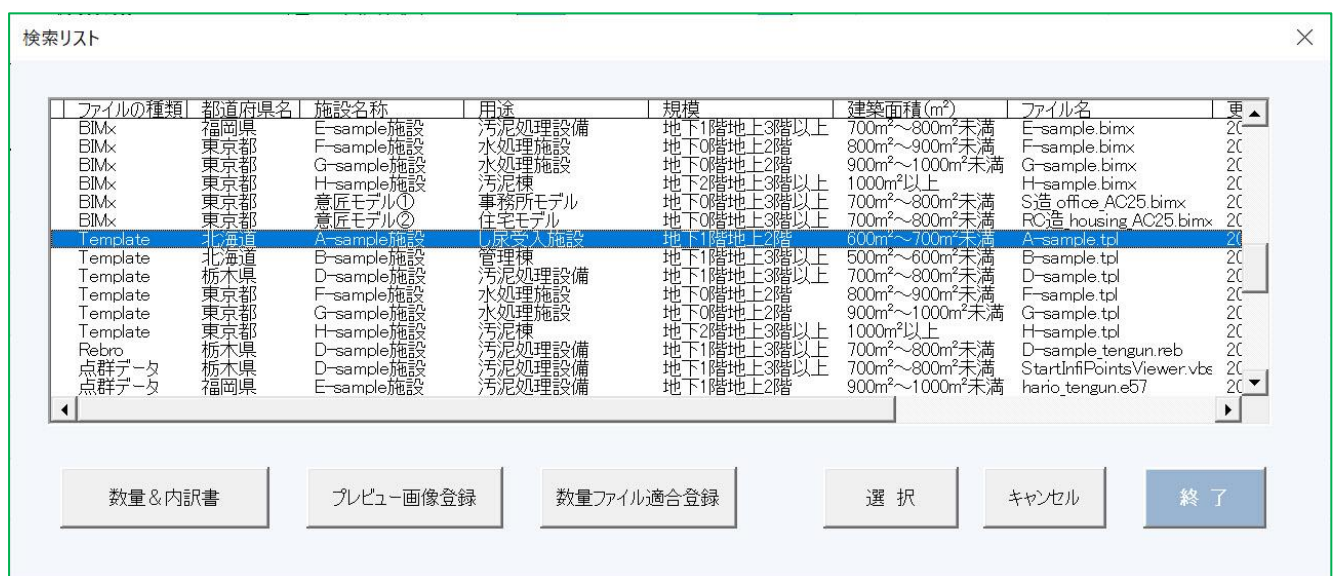 検索リスト
ファイルの種類 都道府県名 施設名称 用途 規模 建築面積(m²) ファイル名 更
BIMx 福岡県 E-sample施設 汚泥処理設備 地下1階地上3階以上 700m²～800m²未満 E-sample.bimx 20
BIMx 東京都 F-sample施設 水処理施設 地下0階地上2階 800m²～900m²未満 F-sample.bimx 20
BIMx 東京都 G-sample施設 水処理施設 地下0階地上2階 900m²～1000m²未満 G-sample.bimx 20
BIMx 東京都 H-sample施設 汚泥棟 地下2階地上3階以上 1000m²以上 H-sample.bimx 20
BIMx 東京都 意匠モデル① 事務所モデル 地下0階地上3階以上 700m²～800m²未満 S造 office_AC25.bimx 20
BIMx 東京都 意匠モデル② 住宅モデル 地下0階地上3階以上 700m²～800m²未満 RC造_housing_AC25.bimx 20
Template 北海道 A-sample施設 し尿受入施設 地下1階地上2階 600m²～700m²未満 A-sample.tpl 20
Template 北海道 B-sample施設 管理棟 地下1階地上3階以上 500m²～600m²未満 B-sample.tpl 20
Template 栃木県 D-sample施設 汚泥処理設備 地下1階地上3階以上 700m²～800m²未満 D-sample.tpl 20
Template 東京都 F-sample施設 水処理施設 地下0階地上2階 800m²～900m²未満 F-sample.tpl 20
Template 東京都 G-sample施設 水処理施設 地下0階地上2階 900m²～1000m²未満 G-sample.tpl 20
Template 東京都 H-sample施設 汚泥棟 地下2階地上3階以上 1000m²以上 H-sample.tpl 20
Rebro 栃木県 D-sample施設 汚泥処理設備 地下1階地上3階以上 700m²～800m²未満 D-sample_tengun.reb 20
点群データ 栃木県 D-sample施設 汚泥処理設備 地下1階地上3階以上 700m²～800m²未満 StartInfiPointsViewer.vbs 20
点群データ 福岡県 E-sample施設 汚泥処理設備 地下1階地上2階 900m²～1000m²未満 hario_tengun.e57 20
数量＆内訳書 プレビュー画像登録 数量ファイル適合登録 選 択 キャンセル 終 了